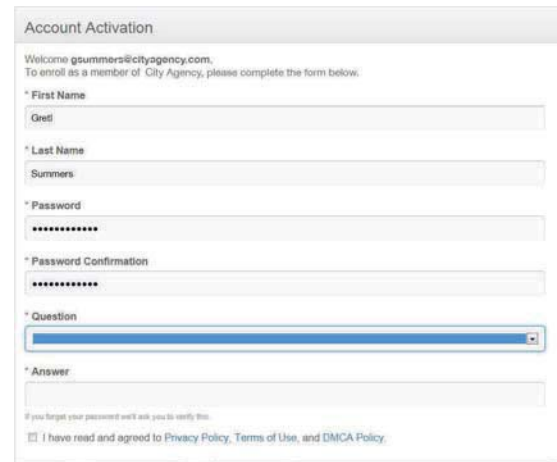 Account Activation
Welcome gsummers@cityagency.com,
To enroll as a member of City Agency, please complete the form below.
* First Name
Gretl
* Last Name
Summers
* Password
••••••••••••
* Password Confirmation
••••••••••••
* Question
* Answer
If you forget your password we'll ask you to verify this.
I have read and agreed to Privacy Policy, Terms of Use, and DMCA Policy.